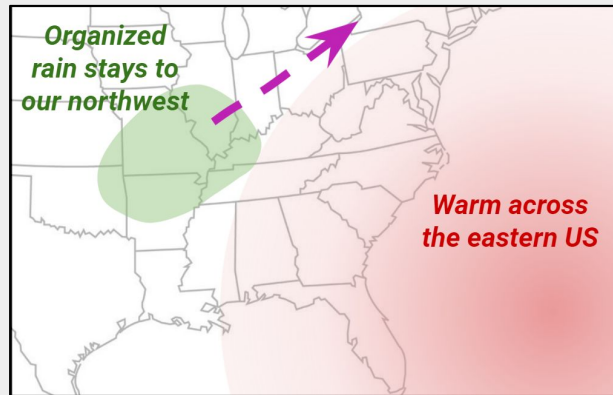 Organized
rain stays to
our northwest
Warm across
the eastern US